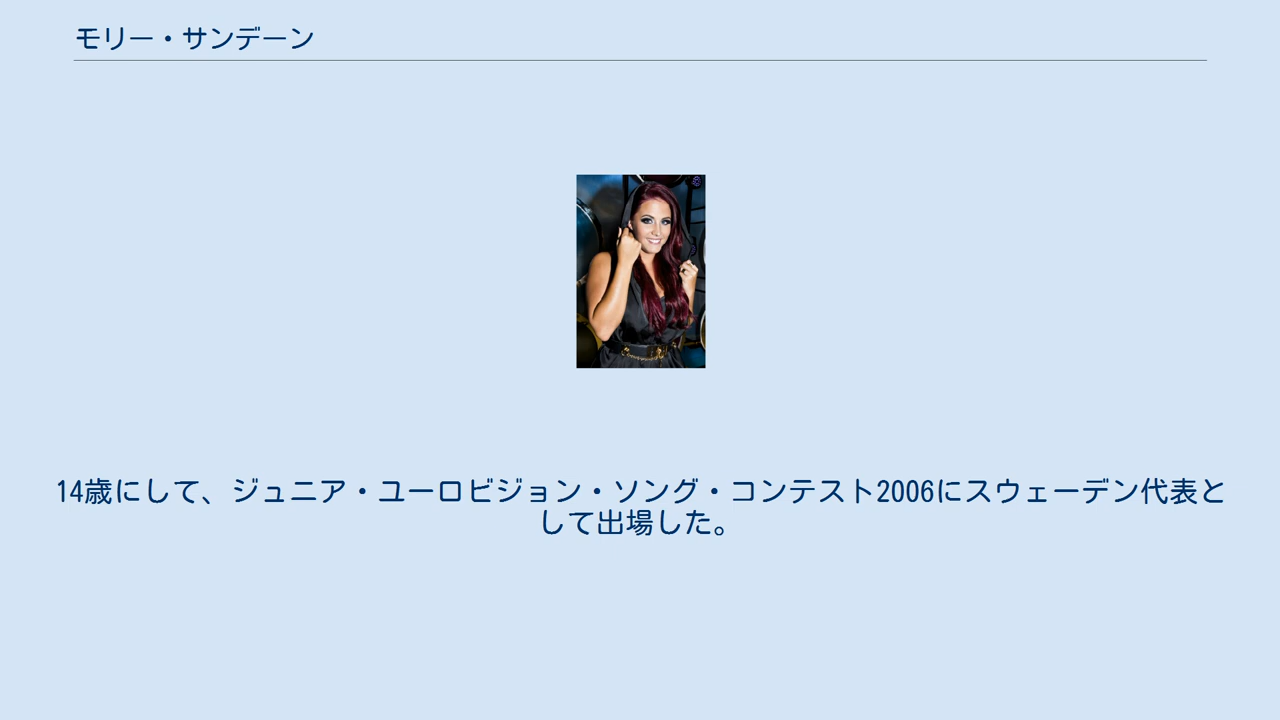 モリー・サンデーン
14歳にして、ジュニア・ユーロビジョン・ソング・コンテスト2006にスウェーデン代表と
して出場した。